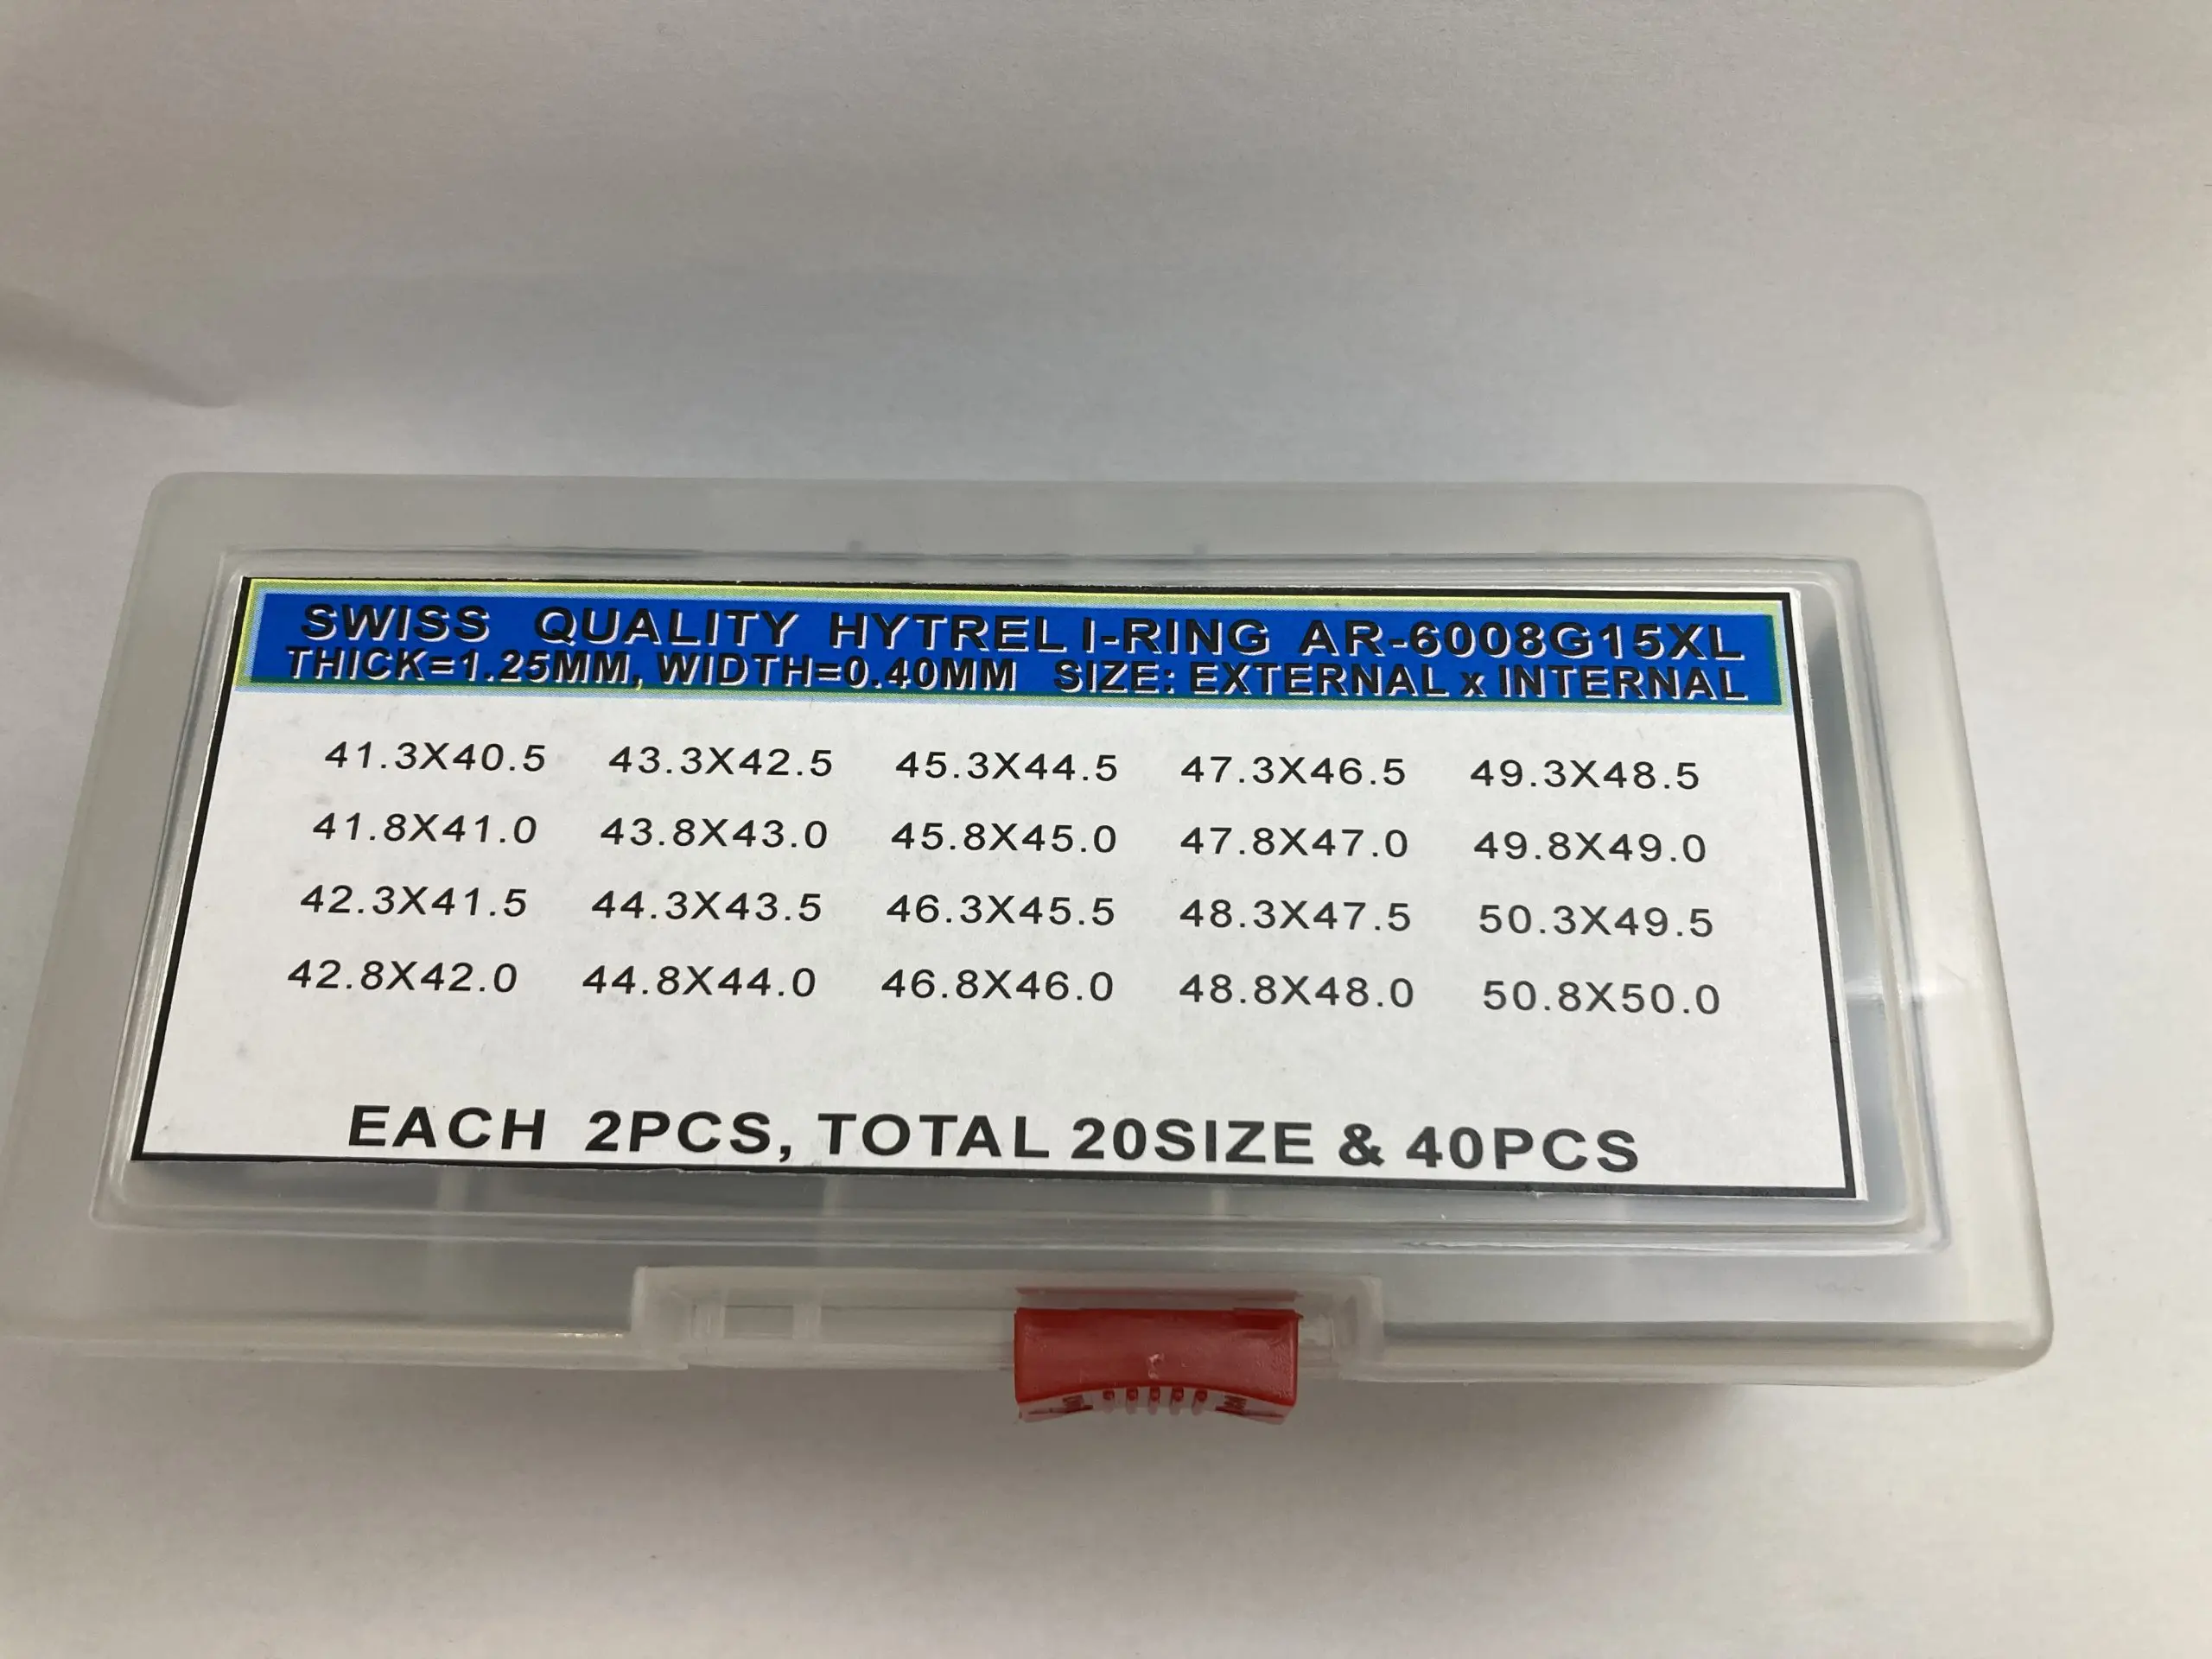 SWISS QUALITY HYTREL I-RING AR-6008G15XL
THICK=1.25MM, WIDTH=0.40MM SIZE: EXTERNAL x INTERNAL
41.3X40.5 43.3X42.5 45.3X44.5 47.3X46.5 49.3X48.5
41.8X41.0 43.8X43.0 45.8X45.0 47.8X47.0 49.8X49.0
42.3X41.5 44.3X43.5 46.3X45.5 48.3X47.5 50.3X49.5
42.8X42.0 44.8X44.0 46.8X46.0 48.8X48.0 50.8X50.0
EACH 2PCS, TOTAL 20SIZE & 40PCS